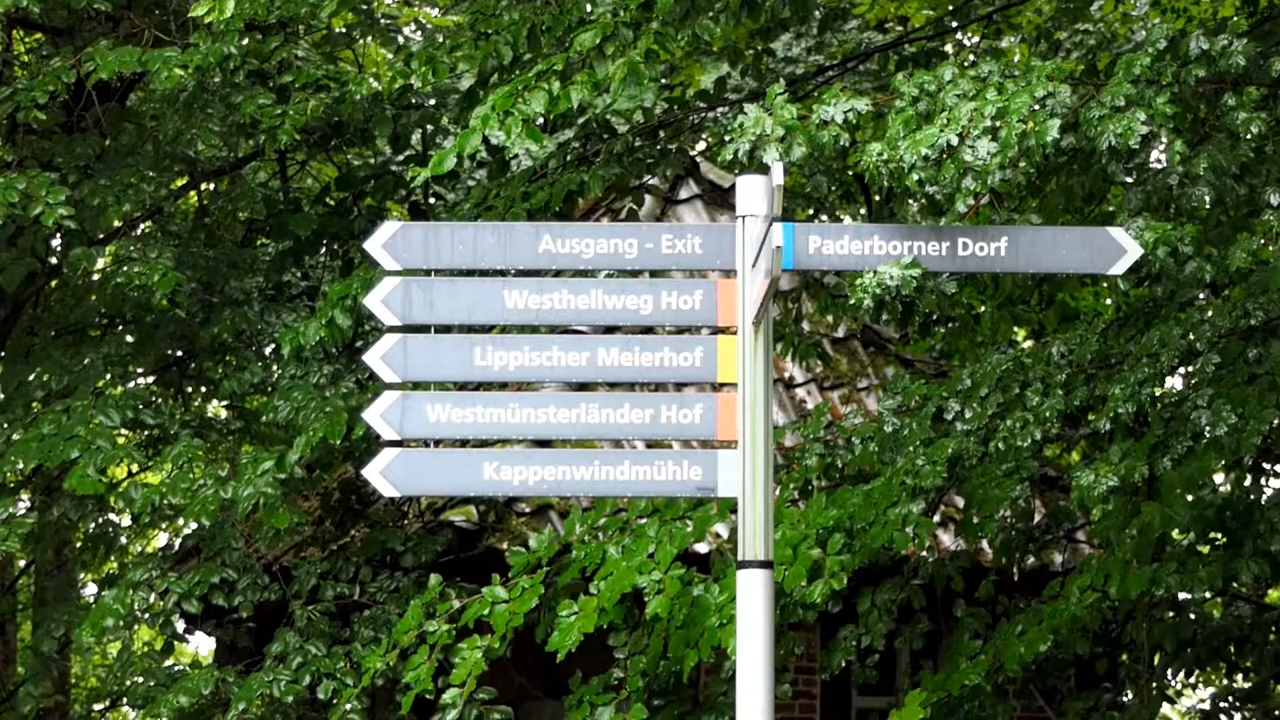 Ausgang - Exit
Paderborner Dorf
Westhellweg Hof
Lippischer Meierhof
Westmünsterländer Hof
Kappenwindmühle